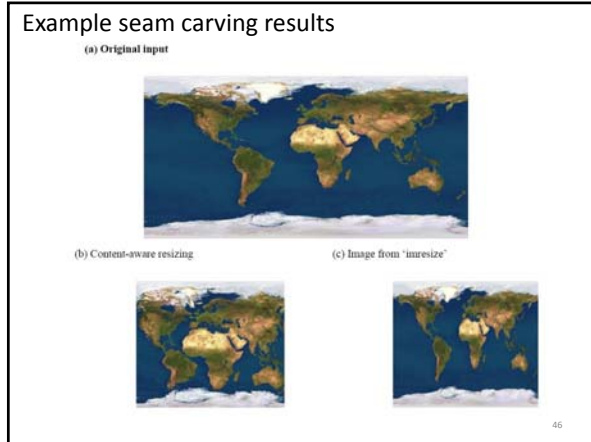 Example seam carving results
(a) Original input
(b) Content-aware resizing (c) Image from 'imresize'
46